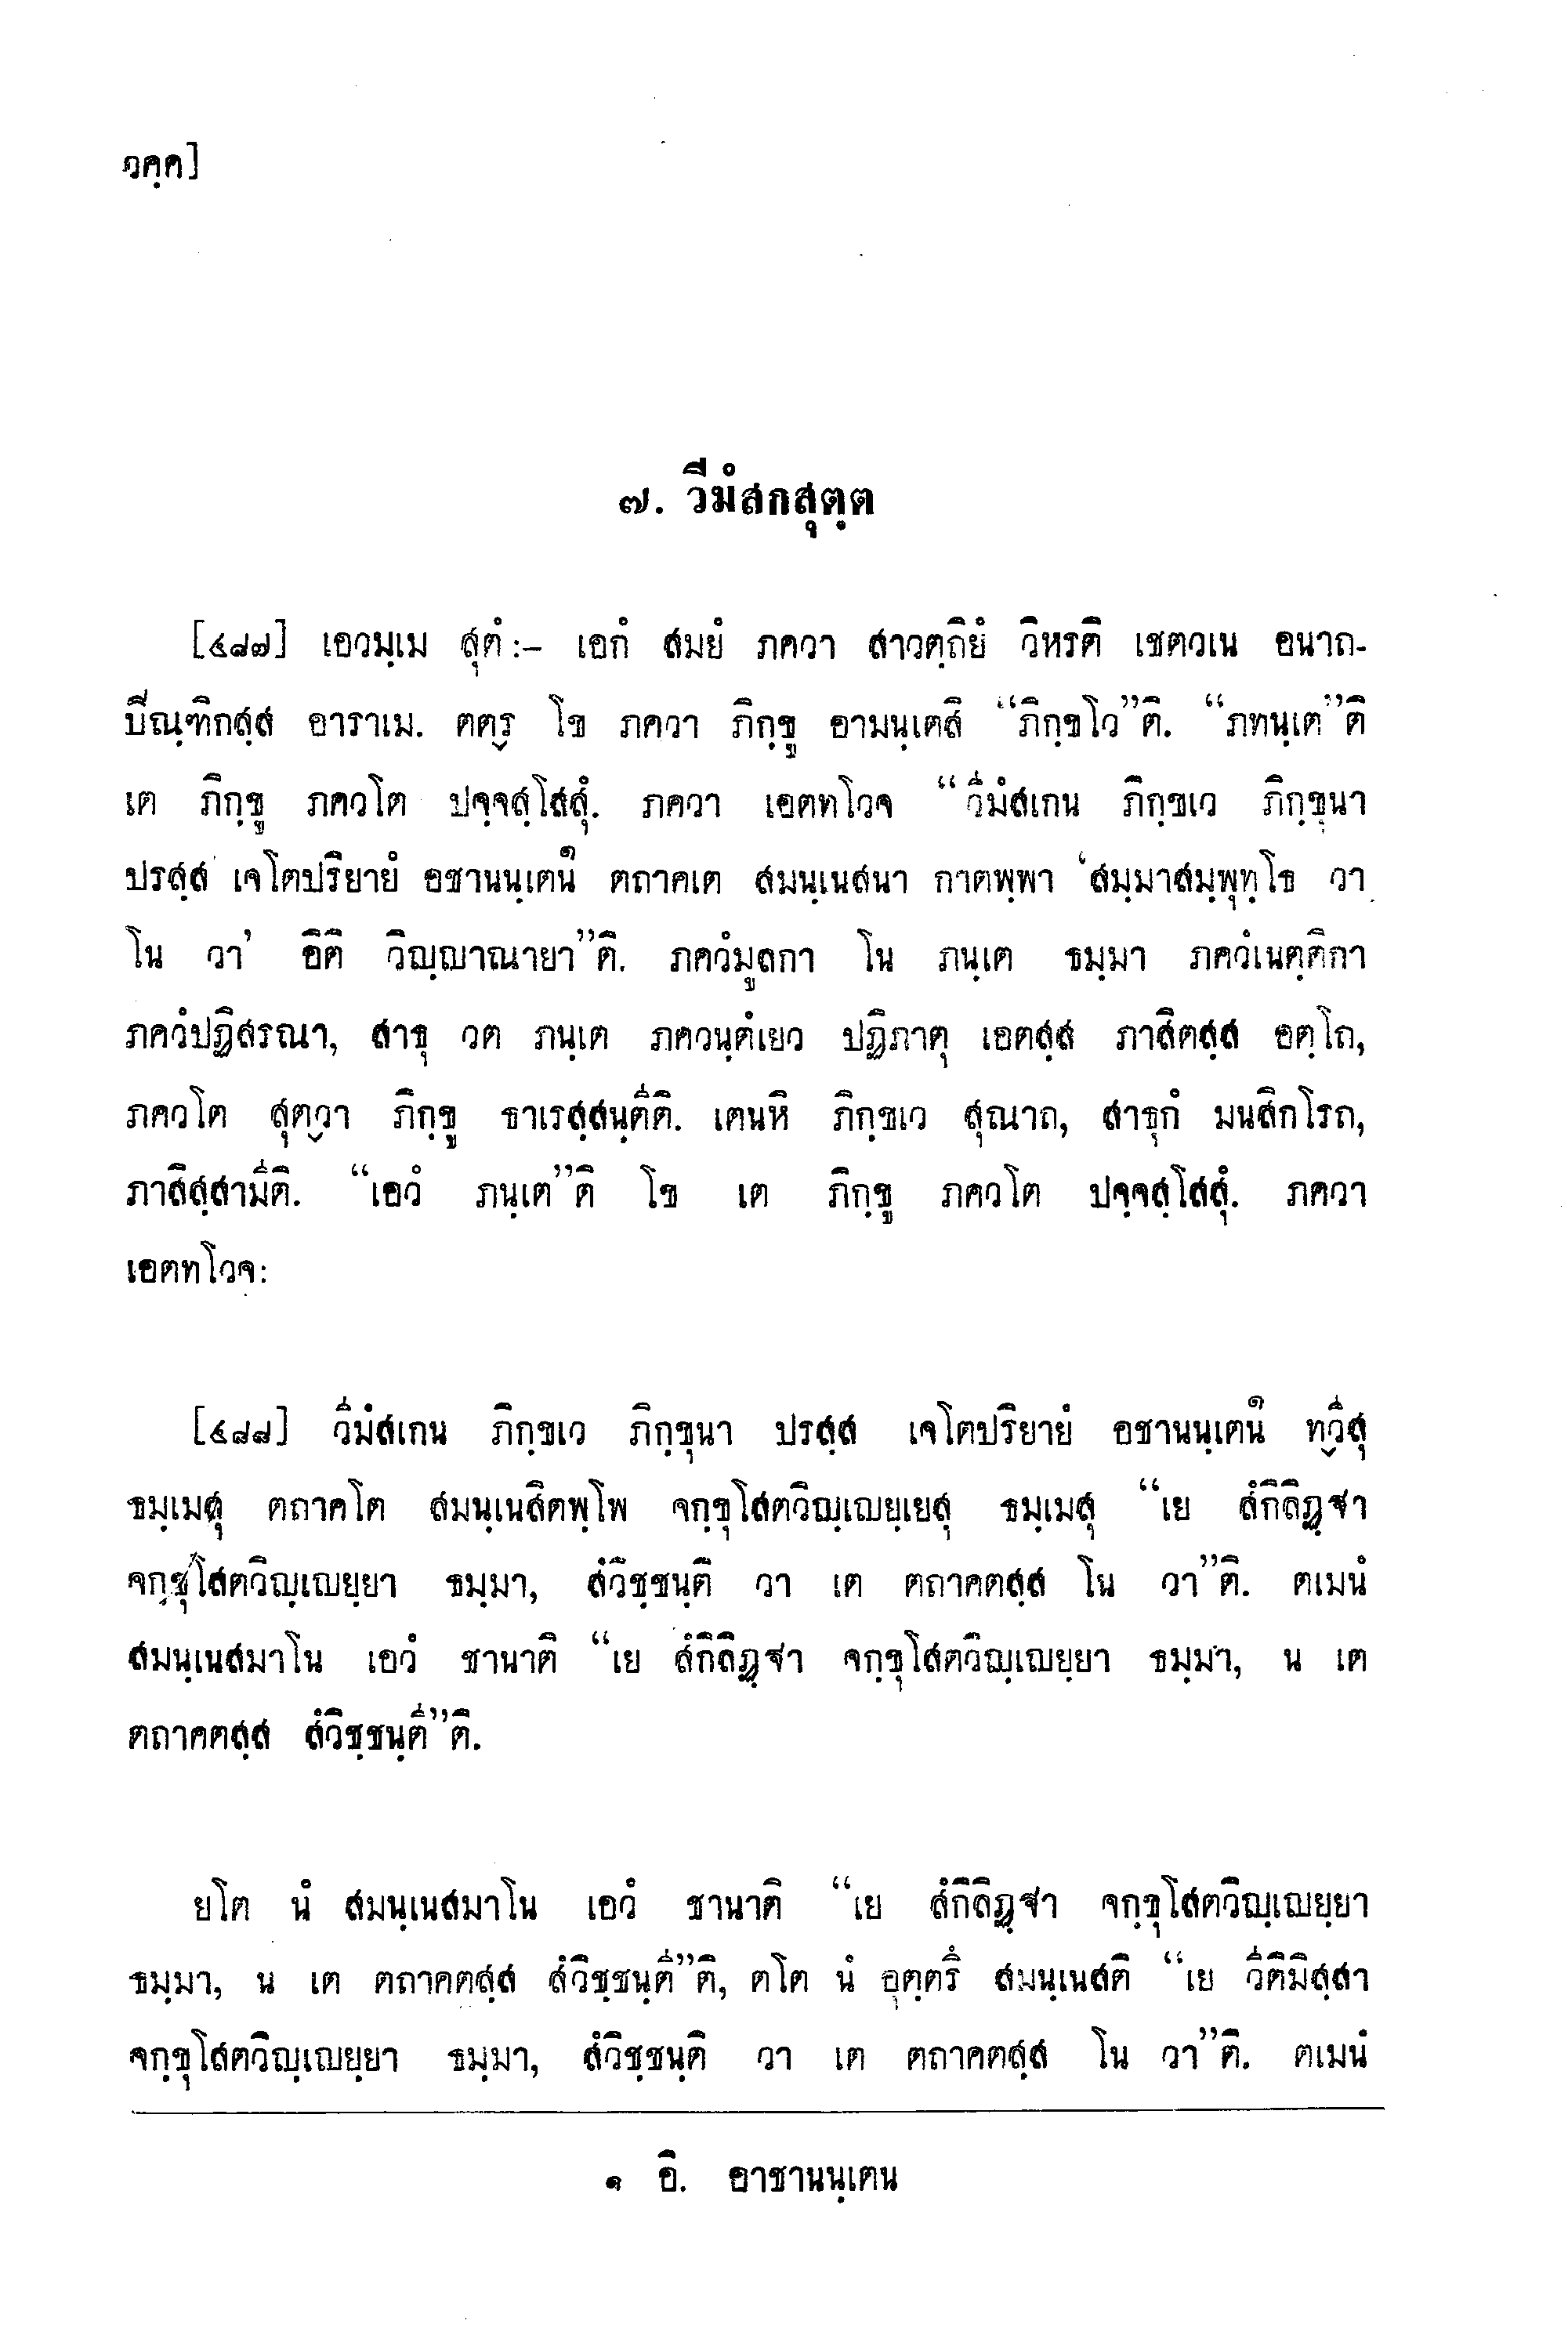 วคฺค]
๗. วีมํสกสุตฺต
[๔๘๗] เอวมฺเม สุตํ :– เอกํ สมยํ ภควา สาวตฺถิยํ วิหรติ เชตวเน อนาถ-
ปิณฺฑิกสฺส อาราเม. ตตฺร โข ภควา ภิกฺขู อามนฺเตสิ “ภิกฺขโว”ติ. “ภทนฺเต”ติ
เต ภิกฺขู ภควโต ปจฺจสฺโสสุํ. ภควา เอตทโวจ “วีมํสเกน ภิกฺขเว ภิกฺขุนา
ปรสฺส เจโตปริยายํ อชานนฺเตน๑ ตถาคเต สมนฺเนสนา กาตพฺพา ‘สมฺมาสมฺพุทฺโธ วา
โน วา’ อิติ วิญฺญาณายา”ติ. ภควํมูลกา โน ภนฺเต ธมฺมา ภควํเนตฺติกา
ภควํปฏิสรณา, สาธุ วต ภนฺเต ภควนฺตํเยว ปฏิภาตุ เอตสฺส ภาสิตสฺส อตฺโถ,
ภควโต สุตฺวา ภิกฺขู ธาเรสฺสนฺตีติ. เตนหิ ภิกฺขเว สุณาถ, สาธุกํ มนสิกโรถ,
ภาสิสฺสามีติ. “เอวํ ภนฺเต”ติ โข เต ภิกฺขู ภควโต ปจฺจสฺโสสุํ. ภควา
เอตทโวจ:
[๔๘๘] วีมํสเกน ภิกฺขเว ภิกฺขุนา ปรสฺส เจโตปริยายํ อชานนฺเตน๑ ทฺวีสุ
ธมฺเมสุ ตถาคโต สมนฺเนสิตพฺโพ จกฺขุโสตวิญฺเญยฺเยสุ ธมฺเมสุ “เย สํกิลิฏฺฐา
จกฺขุโสตวิญฺเญยฺยา ธมฺมา, สํวิชฺชนฺติ วา เต ตถาคตสฺส โน วา”ติ. ตเมนํ
สมนฺเนสมาโน เอวํ ชานาติ “เย สํกิลิฏฺฐา จกฺขุโสตวิญฺเญยฺยา ธมฺมา, น เต
ตถาคตสฺส สํวิชฺชนฺตี”ติ.
ยโต นํ สมนฺเนสมาโน เอวํ ชานาติ “เย สํกิลิฏฺฐา จกฺขุโสตวิญฺเญยฺยา
ธมฺมา, น เต ตถาคตสฺส สํวิชฺชนฺตี”ติ, ตโต นํ อุตฺตรึ สมนฺเนสติ “เย วีติมิสฺสา
จกฺขุโสตวิญฺเญยฺยา ธมฺมา, สํวิชฺชนฺติ วา เต ตถาคตสฺส โน วา”ติ. ตเมนํ
๑ อิ. อาชานนฺเตน